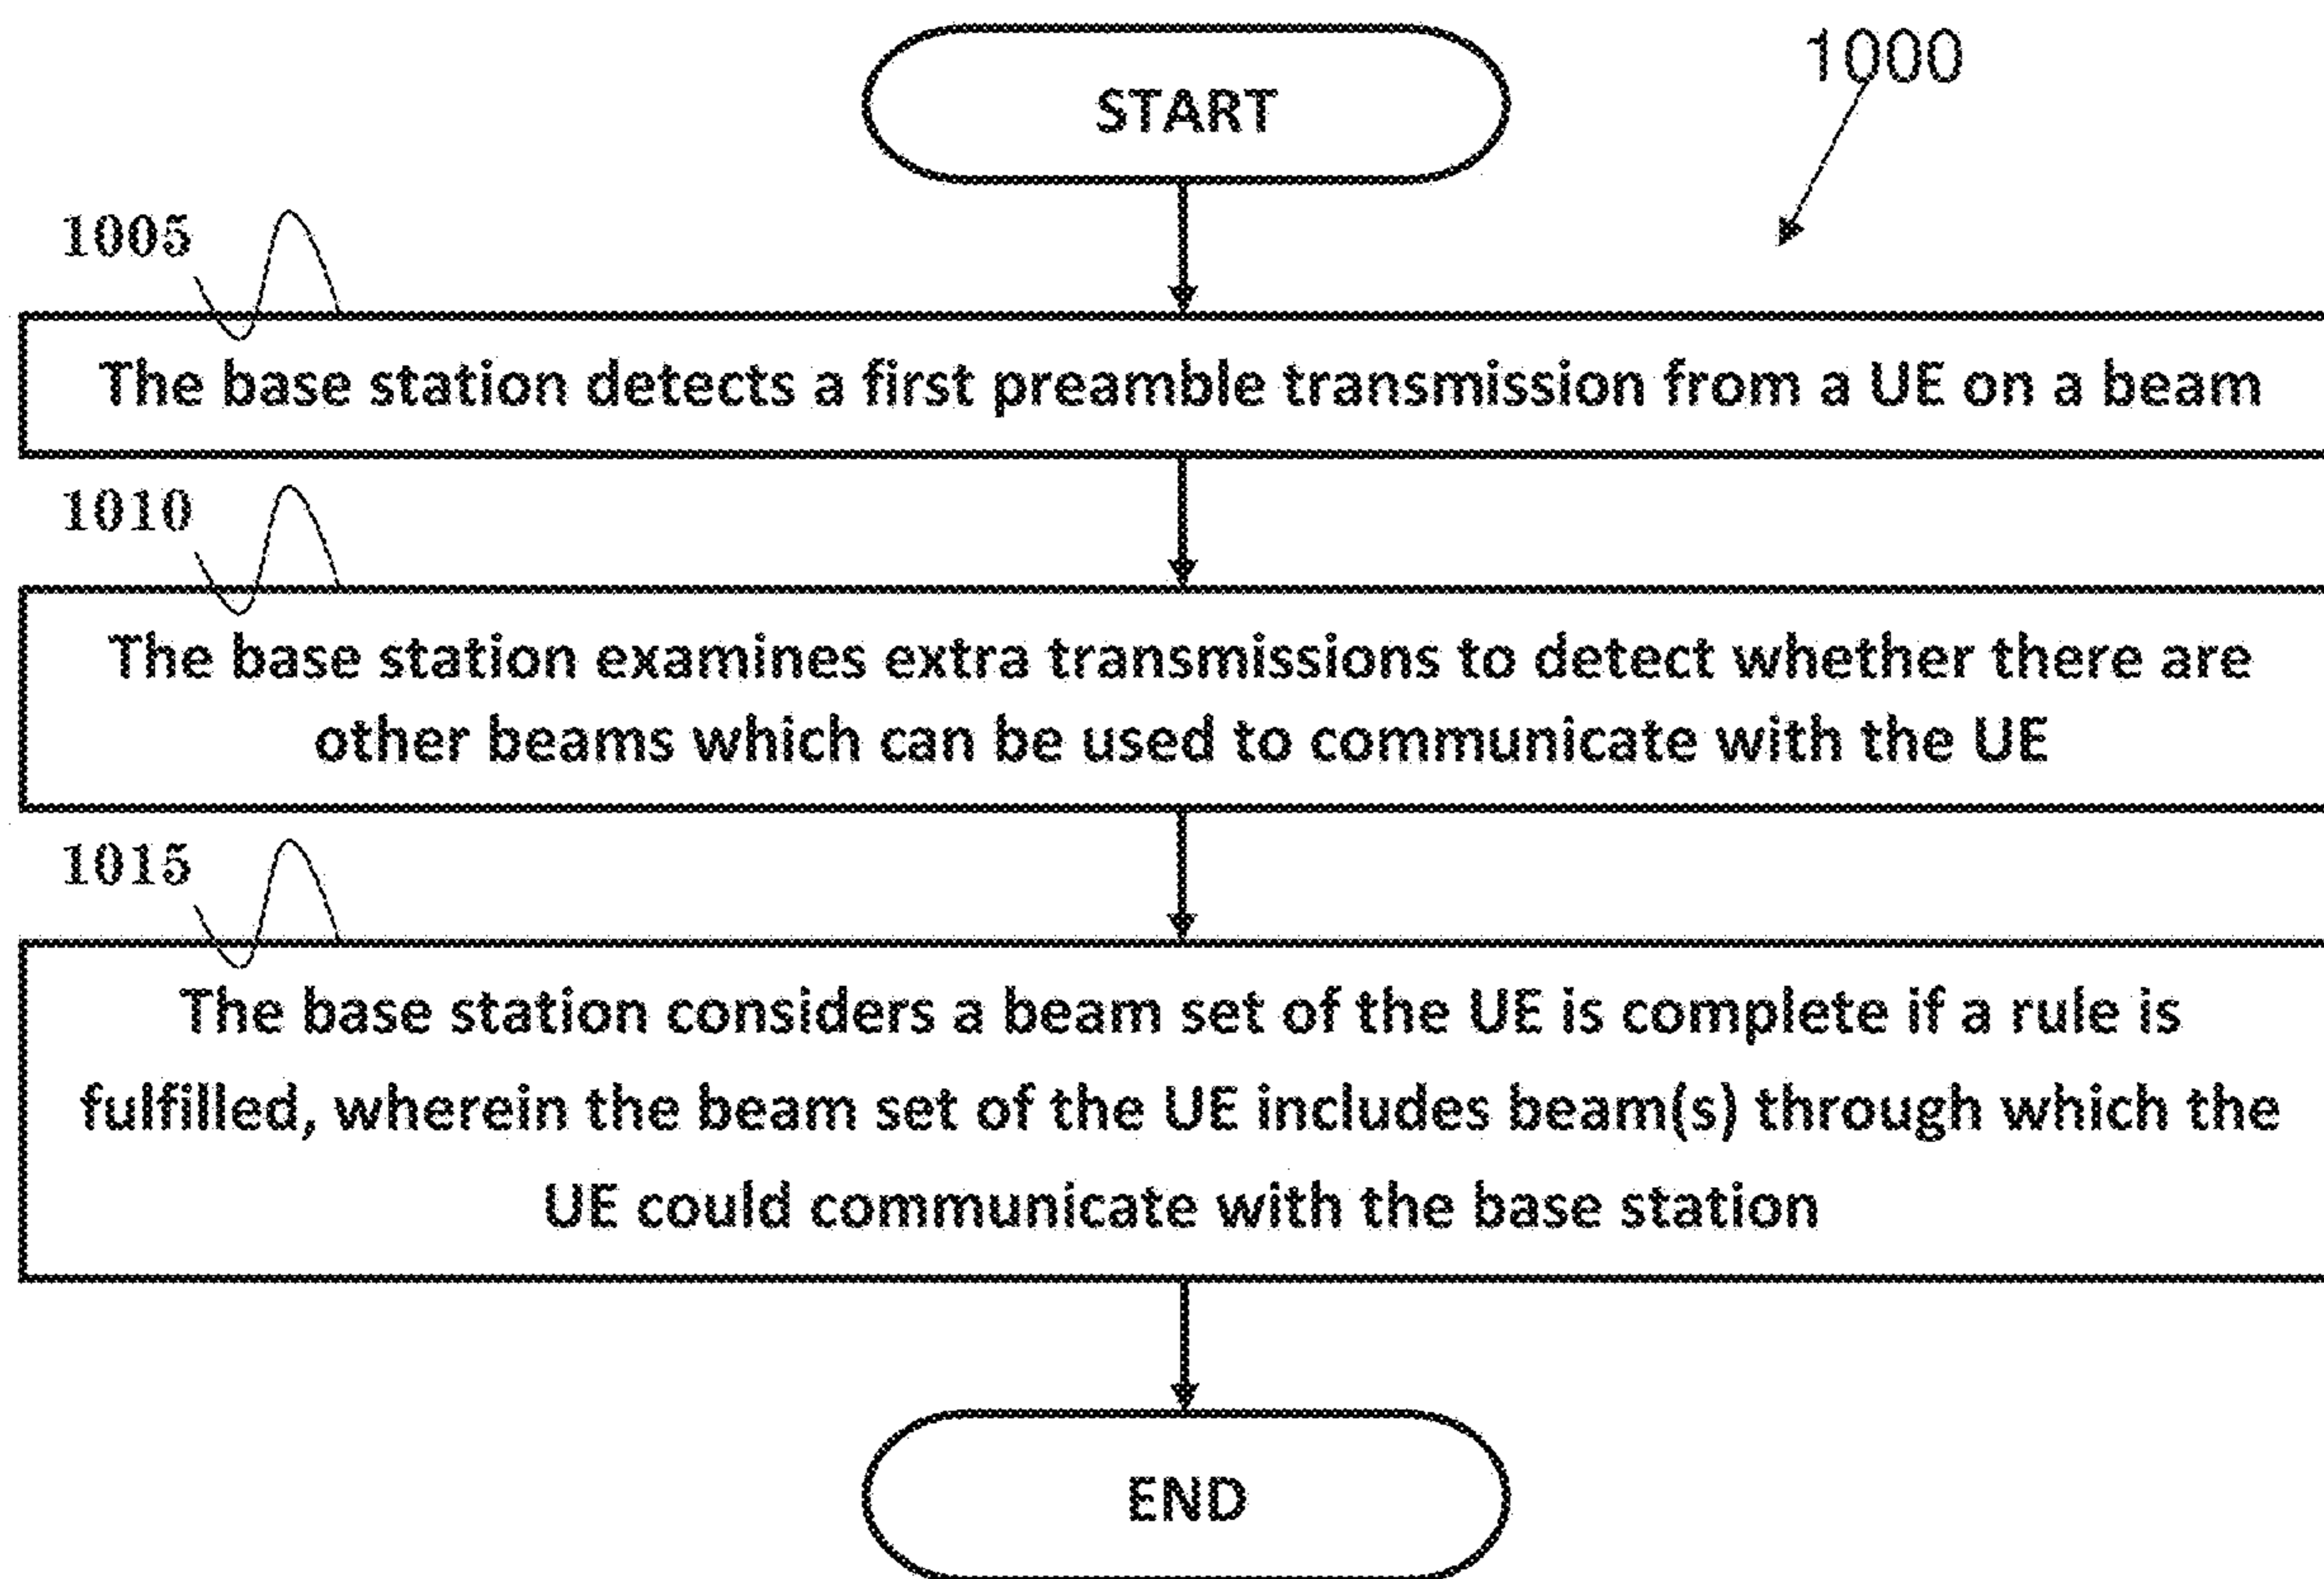 1000
START
1005
The base station detects a first preamble transmission from a UE on a beam
1010
The base station examines extra transmissions to detect whether there are
other beams which can be used to communicate with the UE
1015
The base station considers a beam set of the UE is complete if a rule is
fulfilled, wherein the beam set of the UE includes beam(s) through which the
UE could communicate with the base station
END